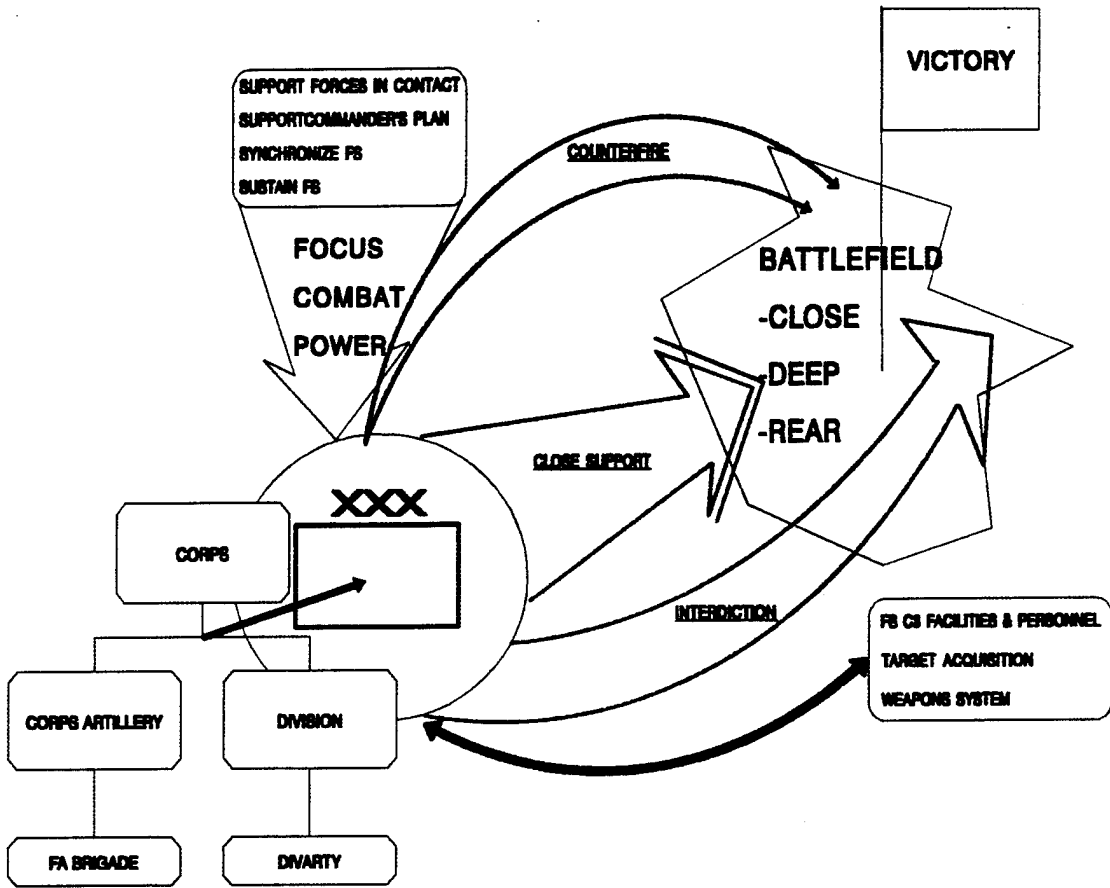 VICTORY
SUPPORT FORCES IN CONTACT
SUPPORTCOMMANDER'S PLAN
SYNCHRONIZE FS
SUSTAIN FS
COUNTERFIRE
FOCUS
COMBAT
POWER
BATTLEFIELD
-CLOSE
-DEEP
-REAR
CLOSE SUPPORT
XXX
CORPS
INTERDICTION
FS C3 FACILITIES & PERSONNEL
TARGET ACQUISITION
WEAPONS SYSTEM
CORPS ARTILLERY
DIVISION
FA BRIGADE
DIVARTY